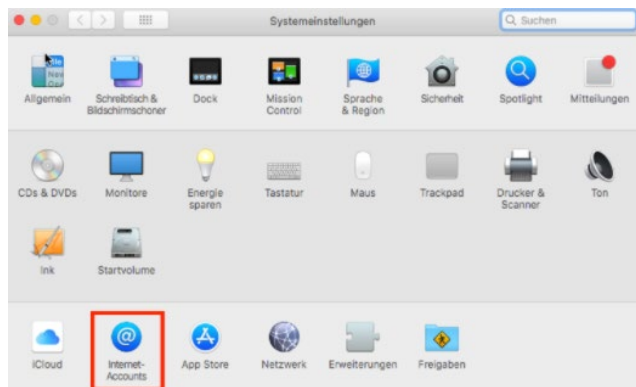 Systemeinstellungen
Suchen
Allgemein
Schreibtisch &
Bildschirmschoner
Dock
Mission
Control
Sprache
& Region
Sicherheit
Spotlight
Mitteilungen
CDs & DVDs
Monitore
Energie
sparen
Tastatur
Maus
Trackpad
Drucker &
Scanner
Ton
Ink
Startvolume
iCloud
Internet-
Accounts
App Store
Netzwerk
Erweiterungen
Freigaben